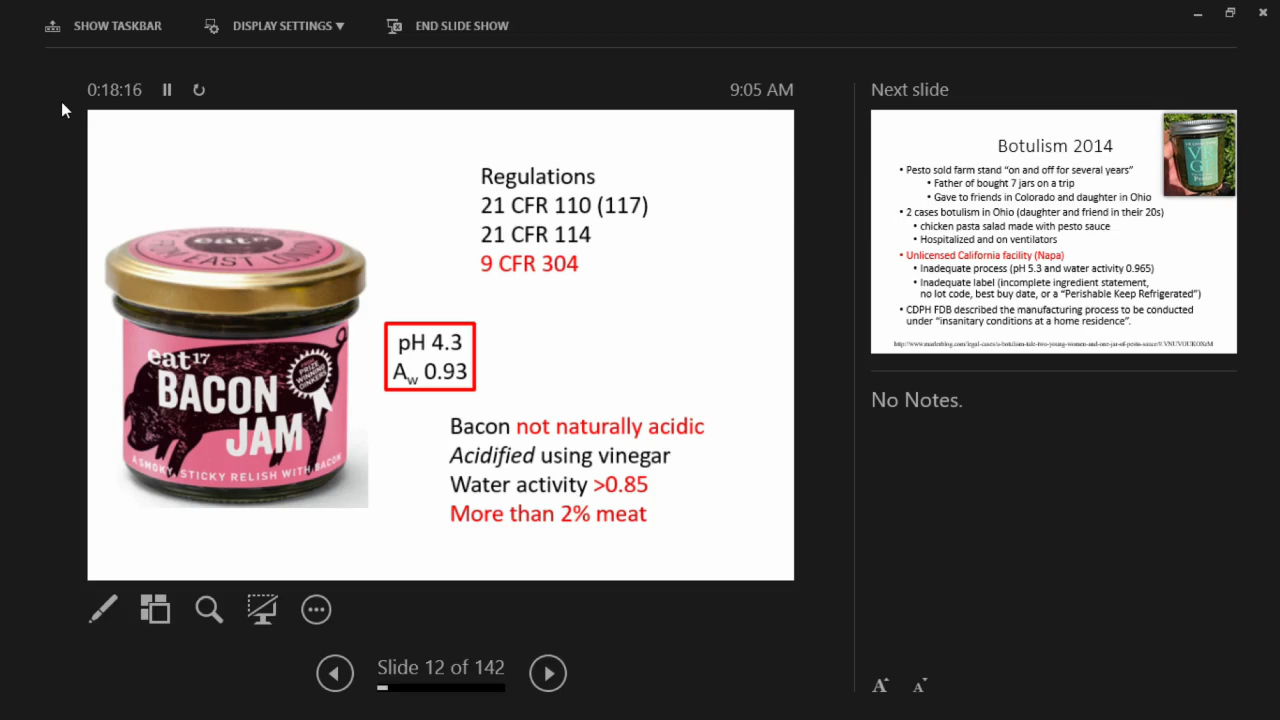 SHOW TASKBAR
DISPLAY SETTINGS ▼
END SLIDE SHOW
0:18:16
9:05 AM
Regulations
21 CFR 110 (117)
21 CFR 114
9 CFR 304
pH 4.3
Aw 0.93
Bacon not naturally acidic
Acidified using vinegar
Water activity >0.85
More than 2% meat
eat17
eat17
BACON
JAM
PRIZE
WINNING
A SMOKY, STICKY RELISH WITH BACON
Slide 12 of 142
Next slide
Botulism 2014
• Pesto sold farm stand “on and off for several years”
• Father of bought 7 jars on a trip
• Gave to friends in Colorado and daughter in Ohio
• 2 cases botulism in Ohio (daughter and friend in their 20s)
• chicken pasta salad made with pesto sauce
• Hospitalized and on ventilators
• Unlicensed California facility (Napa)
• Inadequate process (pH 5.3 and water activity 0.965)
• Inadequate label (incomplete ingredient statement,
no lot code, best buy date, or a “Perishable Keep Refrigerated”)
• CDPH FDB described the manufacturing process to be conducted
under “insanitary conditions at a home residence”.
No Notes.
A
A